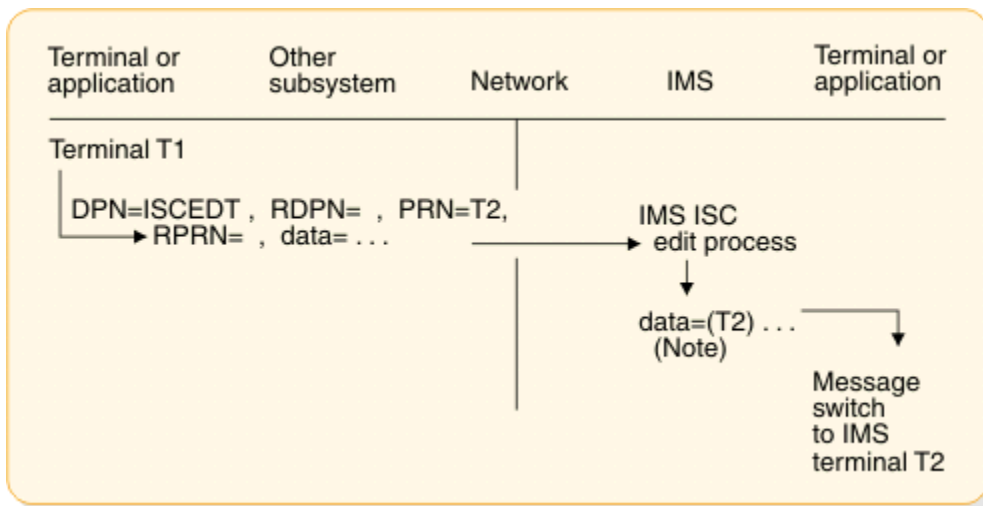 Terminal or
application
Other
subsystem
Network
IMS
Terminal or
application
Terminal T1
DPN=ISCEDT , RDPN= , PRN=T2,
RPRN= , data= . . .
IMS ISC
edit process
data=(T2) . . .
(Note)
Message
switch
to IMS
terminal T2